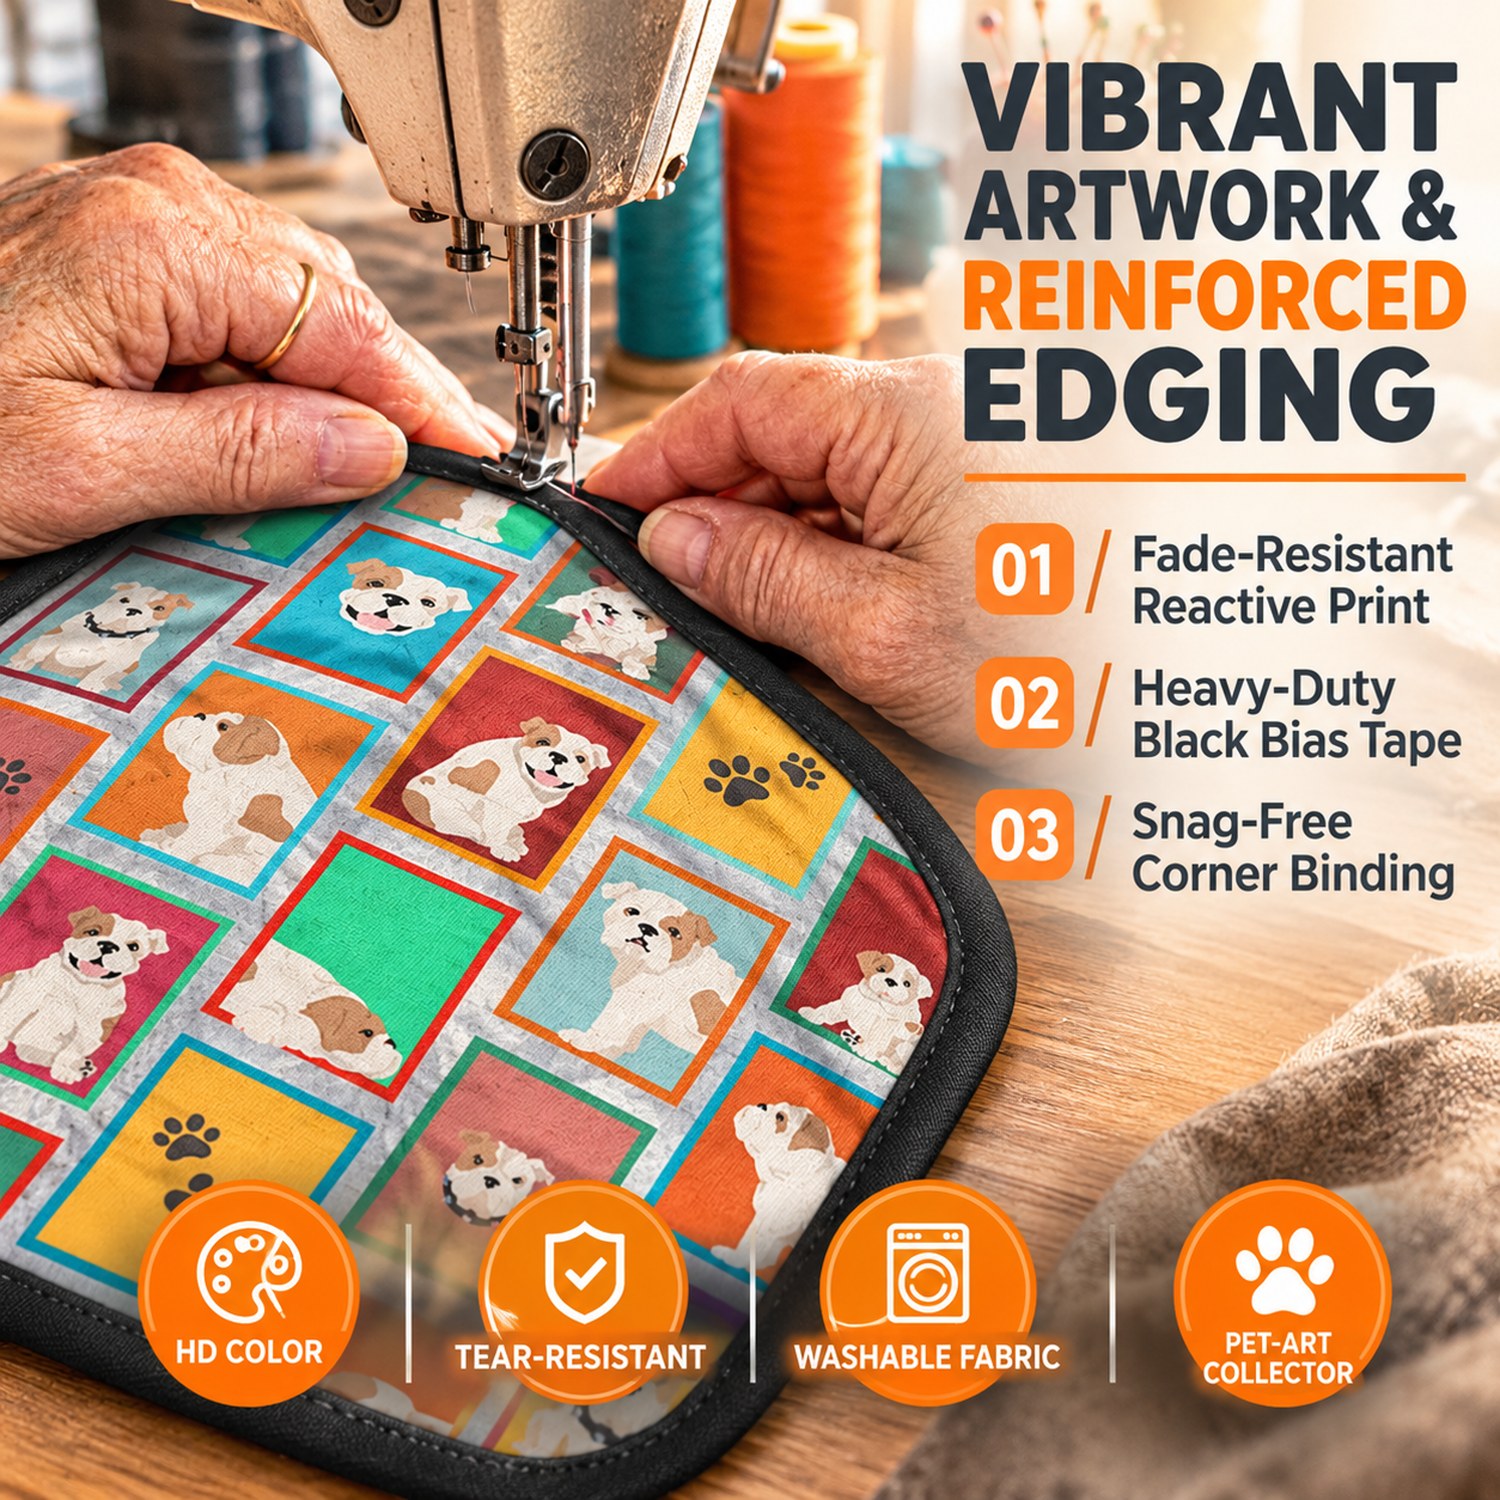 VIBRANT
ARTWORK &
REINFORCED
EDGING
01
Fade-Resistant
Reactive Print
02
Heavy-Duty
Black Bias Tape
03
Snag-Free
Corner Binding
HD COLOR
TEAR-RESISTANT
WASHABLE FABRIC
PET-ART
COLLECTOR